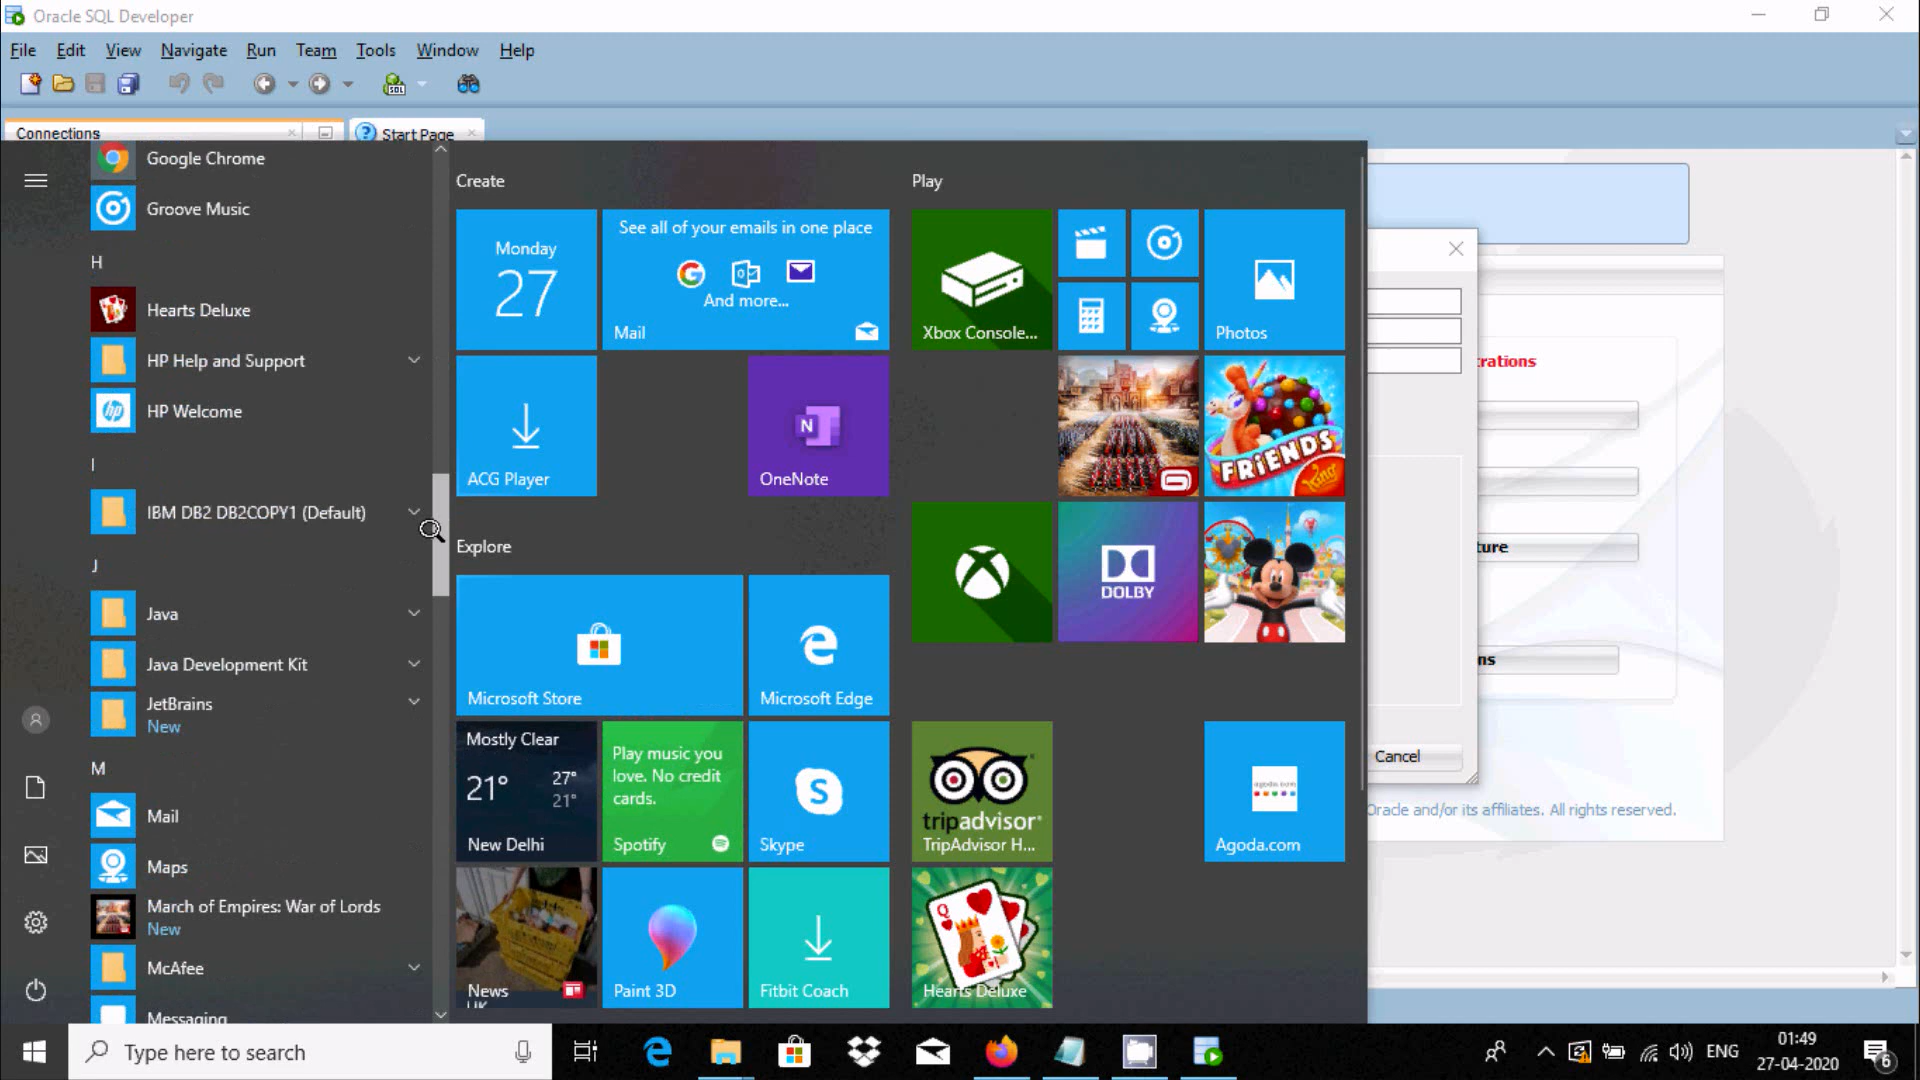 Oracle SQL Developer
File Edit View Navigate Run Team Tools Window Help
SQL
Connections
Start Page
Google Chrome
Groove Music
H
Hearts Deluxe
HP Help and Support
hp
HP Welcome
I
IBM DB2 DB2COPY1 (Default)
J
Java
Java Development Kit
JetBrains
New
M
Mail
Maps
March of Empires: War of Lords
New
McAfee
Messaging
Create
Monday
27
See all of your emails in one place
And more...
Mail
ACG Player
N
OneNote
Explore
Microsoft Store
Microsoft Edge
Mostly Clear
21° 27°
21°
New Delhi
Play music you
love. No credit
cards.
Spotify
Skype
News
UK
Paint 3D
Fitbit Coach
Play
Xbox Console...
Photos
FRIENDS
King
DOLBY
tripadvisor
TripAdvisor H...
Agoda.com
Hearts Deluxe
rations
ture
ns
Cancel
Oracle and/or its affiliates. All rights reserved.
Type here to search
ENG
01:49
27-04-2020
6